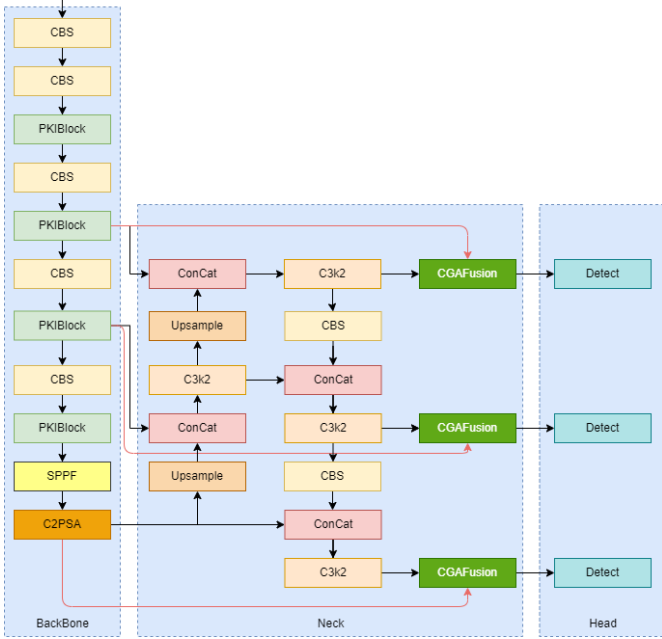 CBS
CBS
PKIBlock
CBS
PKIBlock
CBS
PKIBlock
CBS
PKIBlock
SPPF
C2PSA
BackBone
ConCat
Upsample
C3k2
ConCat
Upsample
C3k2
CBS
ConCat
C3k2
CBS
ConCat
C3k2
CGAFusion
CGAFusion
CGAFusion
Neck
Detect
Detect
Detect
Head